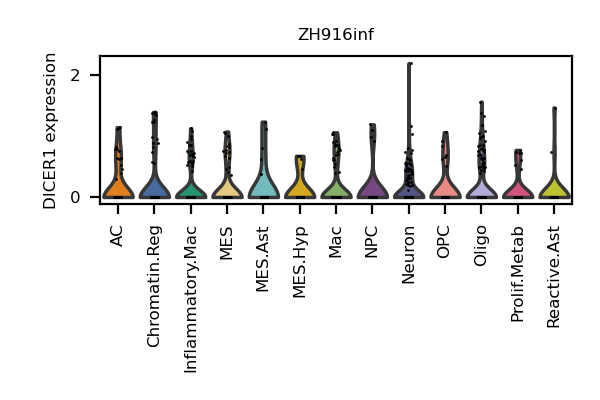 ZH916inf
DICER1 expression
2
0
AC
Chromatin.Reg
Inflammatory.Mac
MES
MES.Ast
MES.Hyp
Mac
NPC
Neuron
OPC
Oligo
Prolif.Metab
Reactive.Ast